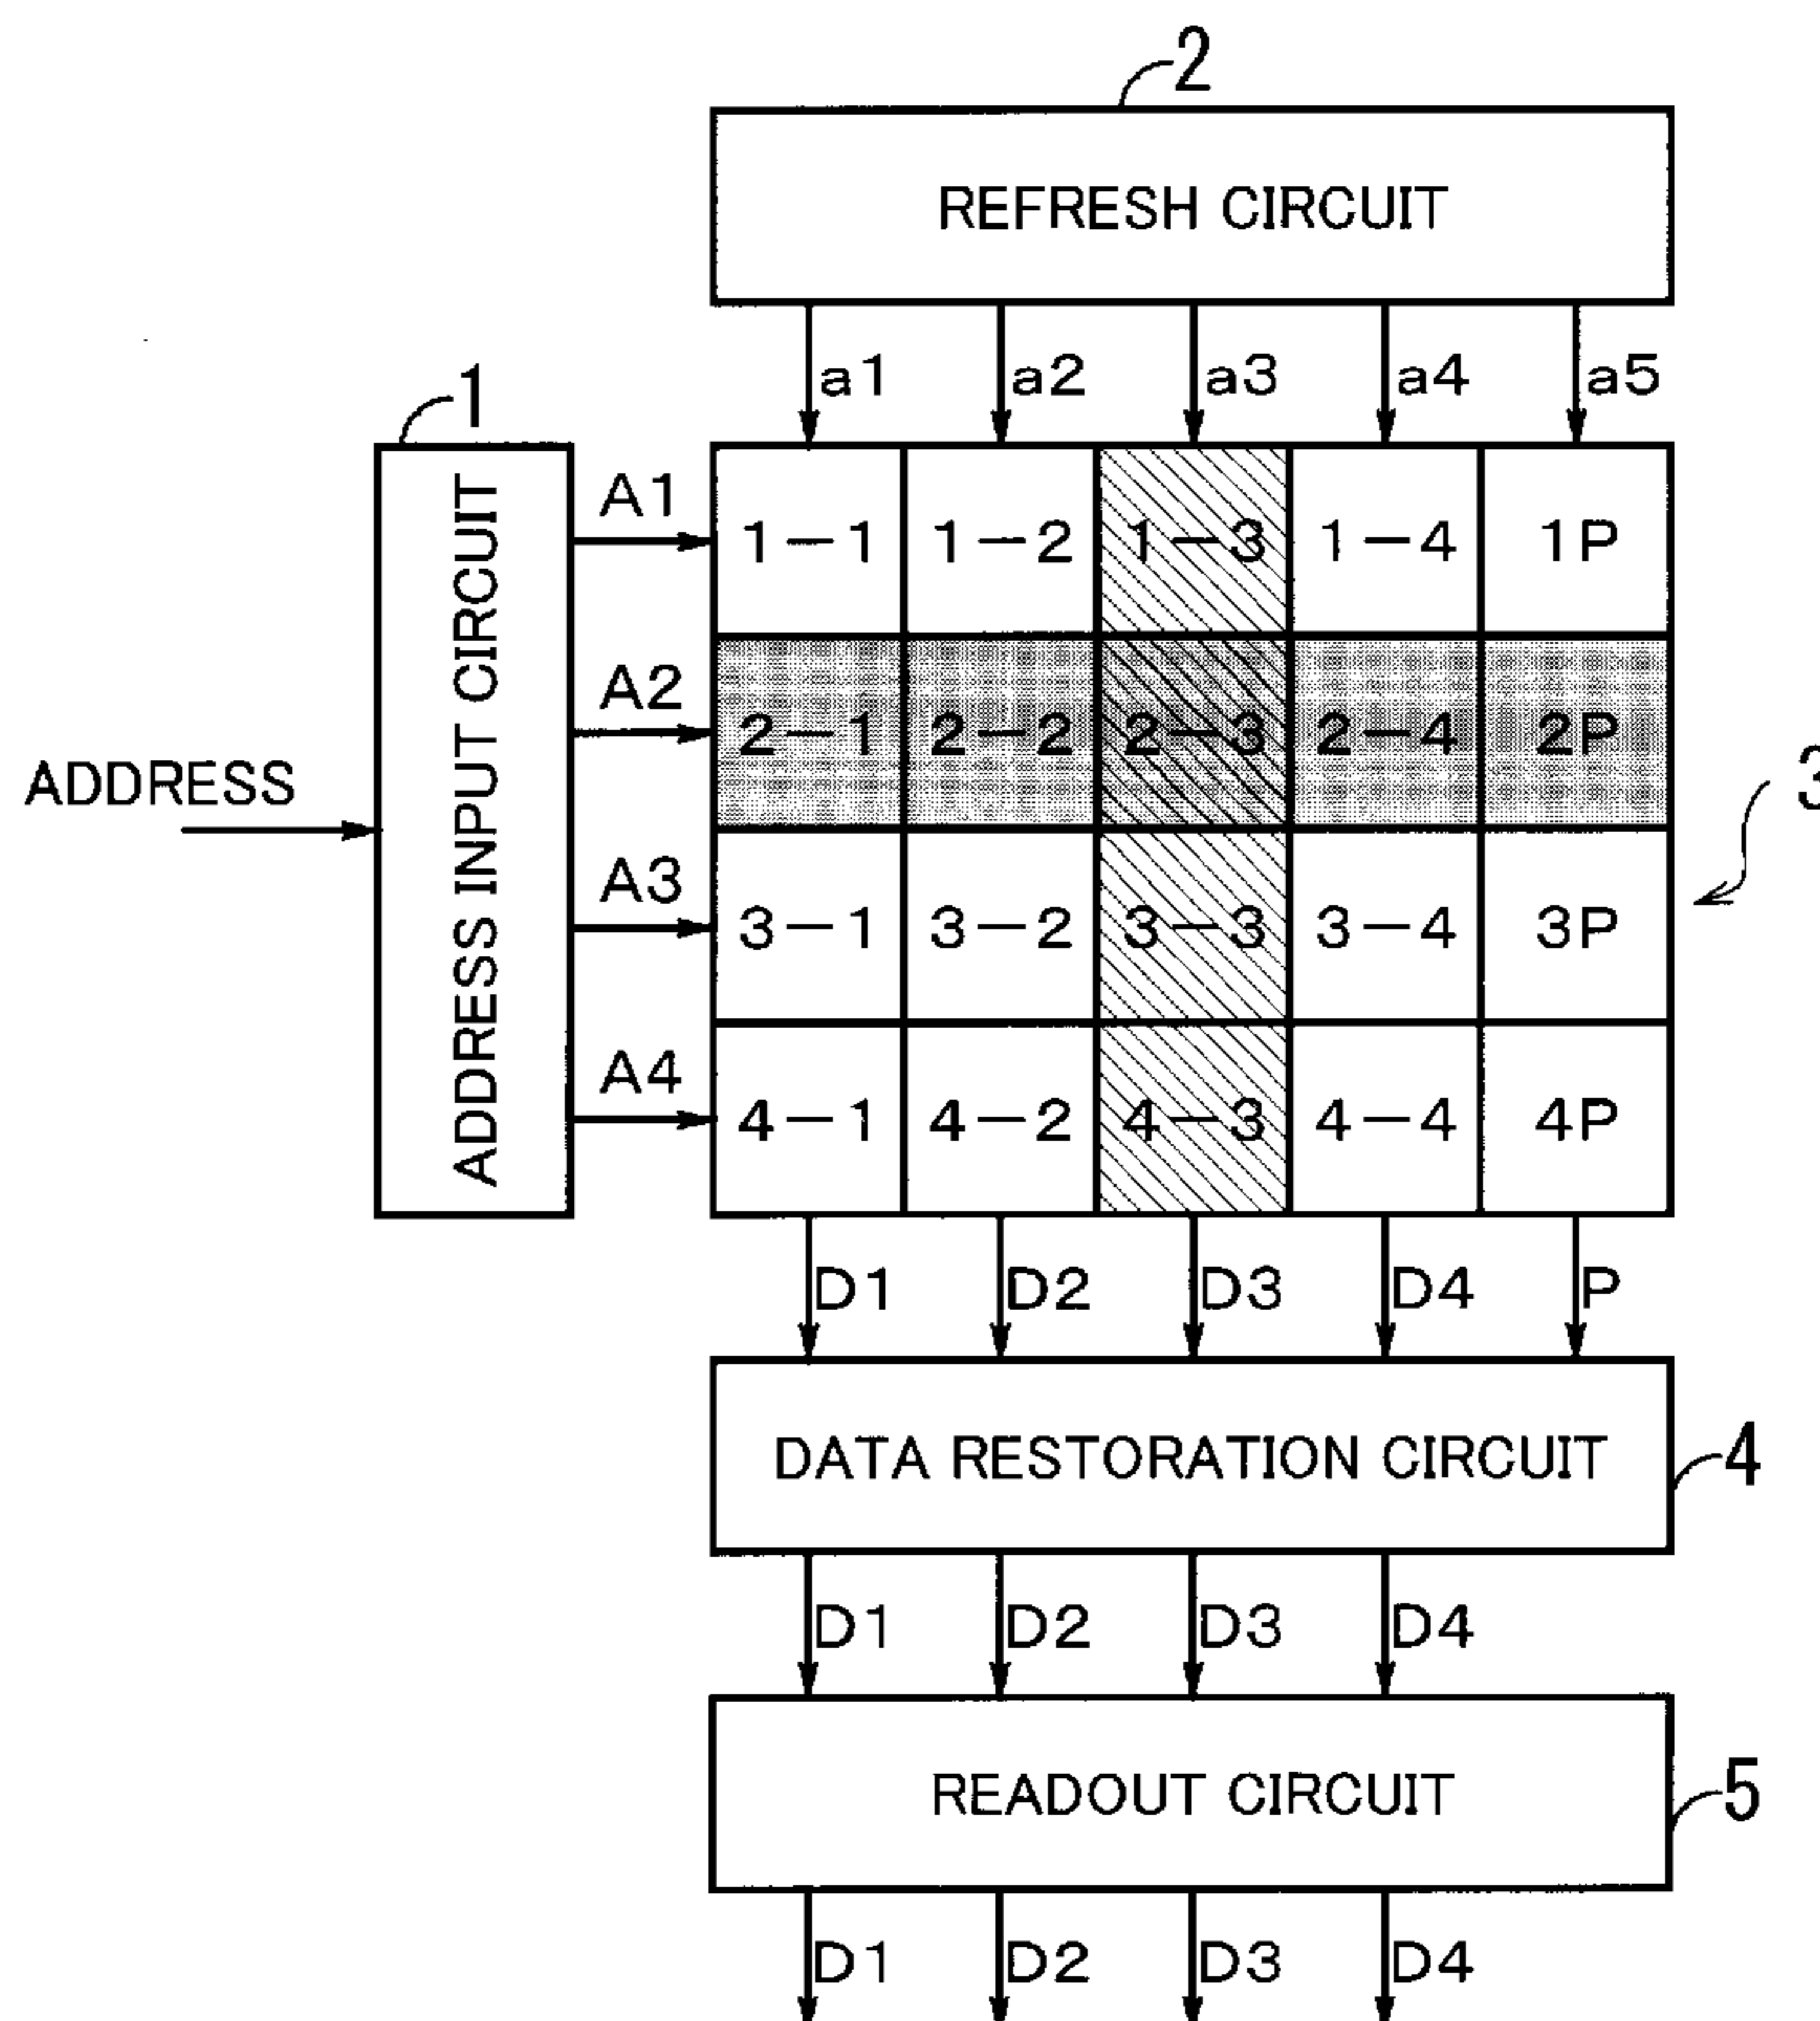 2
REFRESH CIRCUIT
a1 a2 a3 a4 a5
1
ADDRESS INPUT CIRCUIT
ADDRESS
A1
A2
A3
A4
1-1 1-2 1-3 1-4 1P
2-1 2-2 2-3 2-4 2P
3-1 3-2 3-3 3-4 3P
4-1 4-2 4-3 4-4 4P
3
D1 D2 D3 D4 P
DATA RESTORATION CIRCUIT
4
D1 D2 D3 D4
READOUT CIRCUIT
5
D1 D2 D3 D4